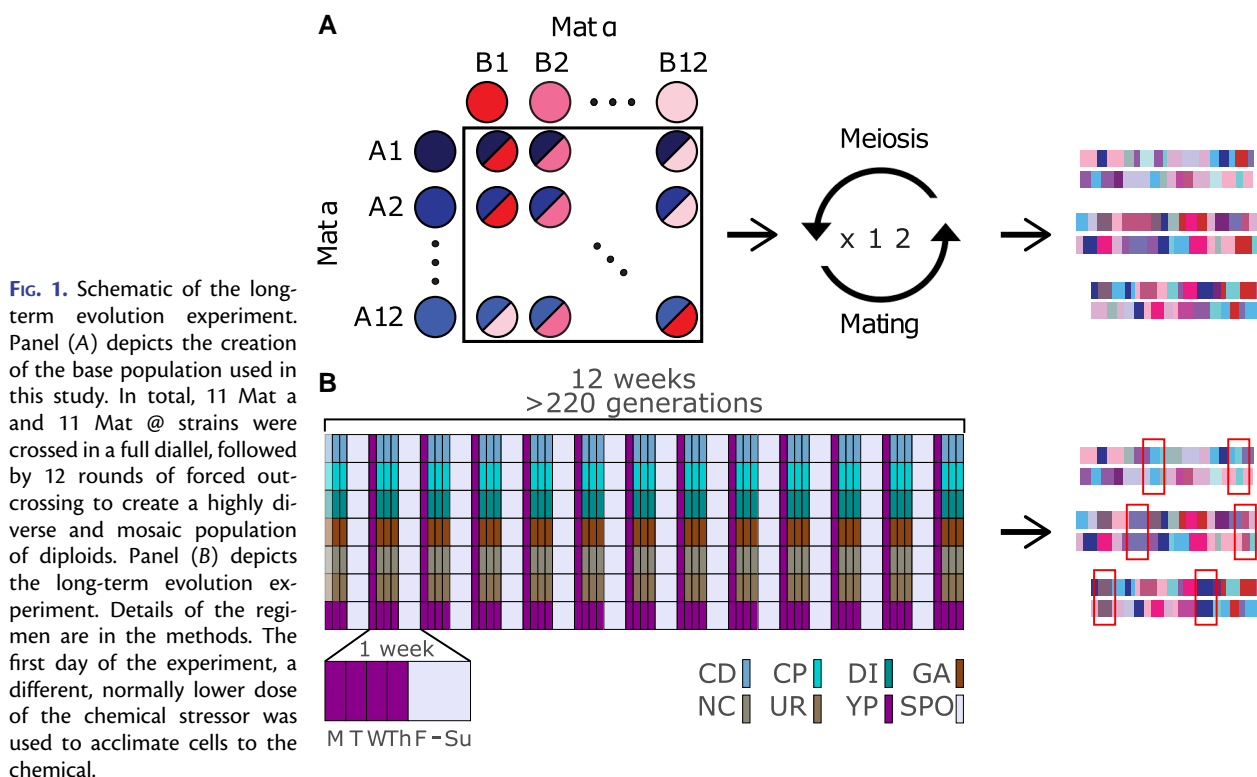 A
Mat ɑ
B1 B2 B12
A1
A2
A12
Mat a
Meiosis
x 1 2
Mating
FIG. 1. Schematic of the long-
term evolution experiment.
Panel (A) depicts the creation
of the base population used in
this study. In total, 11 Mat a
and 11 Mat @ strains were
crossed in a full diallel, followed
by 12 rounds of forced out-
crossing to create a highly di-
verse and mosaic population
of diploids. Panel (B) depicts
the long-term evolution ex-
periment. Details of the regi-
men are in the methods. The
first day of the experiment, a
different, normally lower dose
of the chemical stressor was
used to acclimate cells to the
chemical.
B
12 weeks
>220 generations
1 week
M T W Th F - Su
CD CP DI GA
NC UR YP SPO